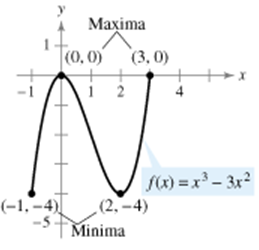 y
Maxima
1
(0, 0) (3, 0)
x
−1 1 2 4
f(x) = x³ − 3x²
(−1, −4) (2, −4)
−5
Minima